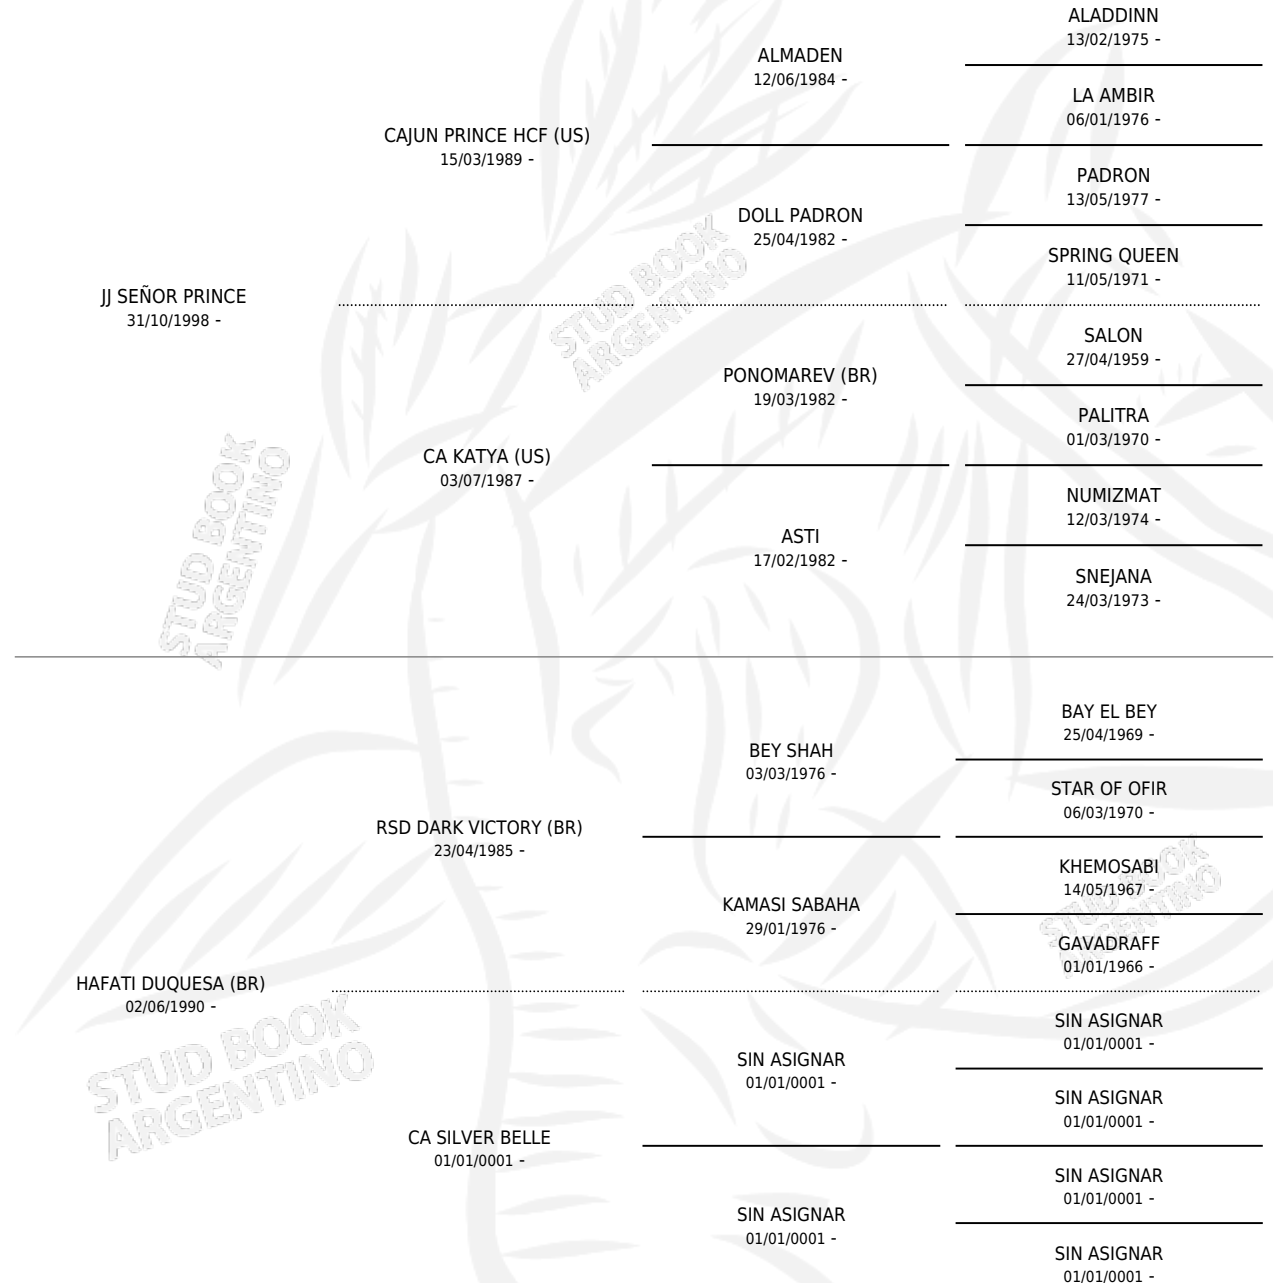 ALADDINN
13/02/1975 -
ALMADEN
12/06/1984 -
LA AMBIR
06/01/1976 -
CAJUN PRINCE HCF (US)
15/03/1989 -
PADRON
13/05/1977 -
DOLL PADRON
25/04/1982 -
SPRING QUEEN
11/05/1971 -
JJ SEÑOR PRINCE
31/10/1998 -
SALON
27/04/1959 -
PONOMAREV (BR)
19/03/1982 -
PALITRA
01/03/1970 -
CA KATYA (US)
03/07/1987 -
NUMIZMAT
12/03/1974 -
ASTI
17/02/1982 -
SNEJANA
24/03/1973 -
BAY EL BEY
25/04/1969 -
BEY SHAH
03/03/1976 -
STAR OF OFIR
06/03/1970 -
RSD DARK VICTORY (BR)
23/04/1985 -
KHEMOSABI
14/05/1967 -
KAMASI SABAHA
29/01/1976 -
GAVADRAFF
01/01/1966 -
HAFATI DUQUESA (BR)
02/06/1990 -
SIN ASIGNAR
01/01/0001 -
SIN ASIGNAR
01/01/0001 -
SIN ASIGNAR
01/01/0001 -
CA SILVER BELLE
01/01/0001 -
SIN ASIGNAR
01/01/0001 -
SIN ASIGNAR
01/01/0001 -
SIN ASIGNAR
01/01/0001 -
STUD BOOK
ARGENTINO
STUD BOOK
ARGENTINO
STUD BOOK
ARGENTINO
STUD BOOK
ARGENTINO